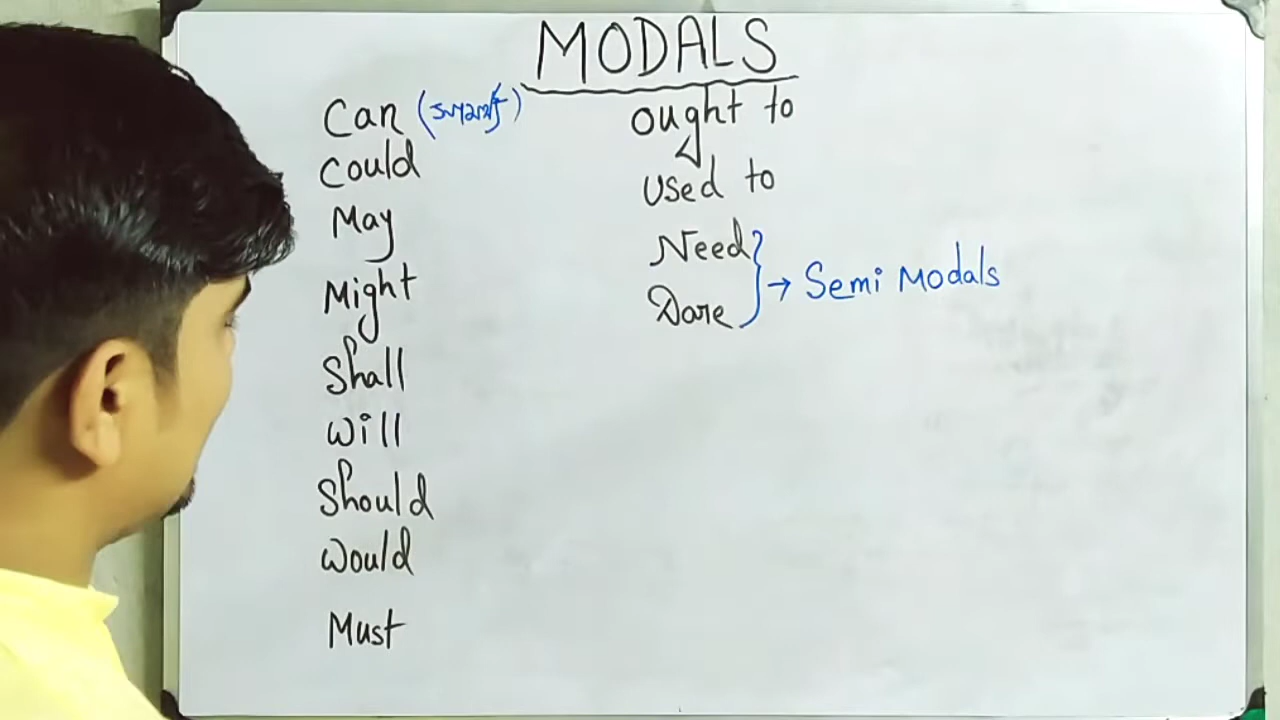 MODALS
Can
Could
May
Might
Shall
Will
Should
Would
Must
ought to
Used to
Need
Dare
} → Semi Modals